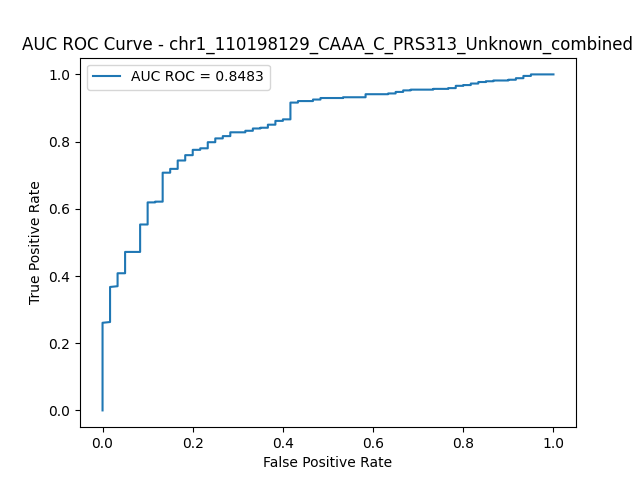 AUC ROC Curve - chr1_110198129_CAAA_C_PRS313_Unknown_combined
AUC ROC = 0.8483
1.0
0.8
0.6
0.4
0.2
0.0
True Positive Rate
0.0 0.2 0.4 0.6 0.8 1.0
False Positive Rate